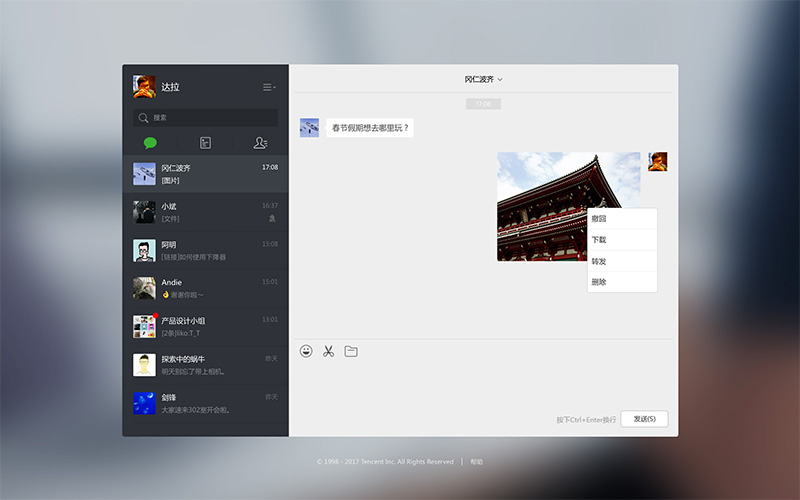 达拉
搜索
冈仁波齐 17:08
[图片]
小斌 16:37
[文件]
阿明 15:08
[链接]如何使用下降器
Andie 15:01
谢谢你啦～
产品设计小组 13:01
[2条]liko:T_T
探索中的蜗牛 昨天
明天别忘了带上相机。
剑锋 昨天
大家速来302室开会啦。
冈仁波齐
17:08
春节假期想去哪里玩？
撤回
下载
转发
删除
按下Ctrl+Enter换行
发送(S)
© 1998 - 2017 Tencent Inc. All Rights Reserved | 帮助